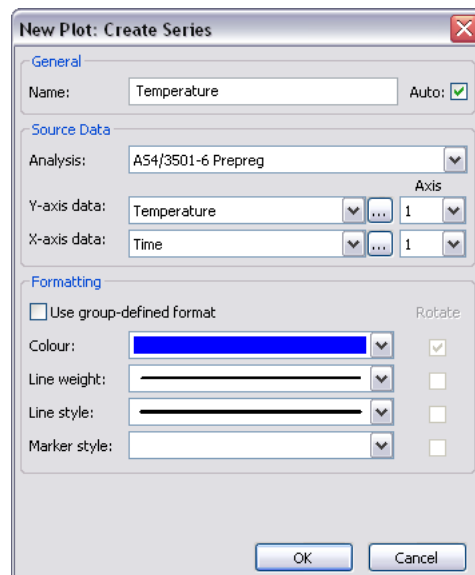 New Plot: Create Series
General
Name: Temperature Auto:
Source Data
Analysis: AS4/3501-6 Prepreg
Axis
Y-axis data: Temperature ... 1
X-axis data: Time ... 1
Formatting
Use group-defined format Rotate
Colour:
Line weight:
Line style:
Marker style:
OK Cancel